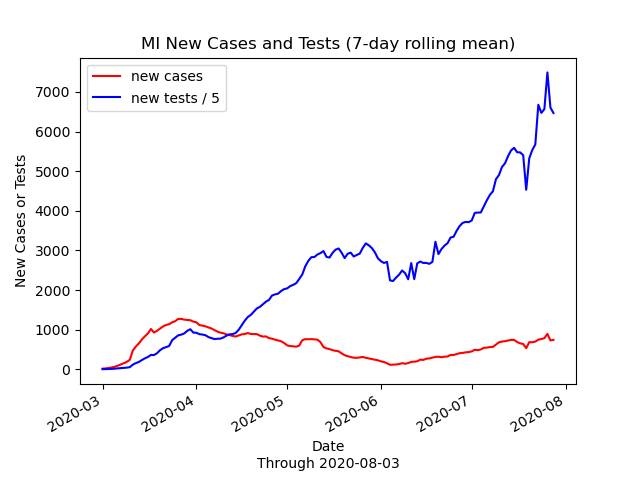 MI New Cases and Tests (7-day rolling mean)
new cases
new tests / 5
7000
6000
5000
4000
3000
2000
1000
0
New Cases or Tests
2020-03
2020-04
2020-05
2020-06
2020-07
2020-08
Date
Through 2020-08-03